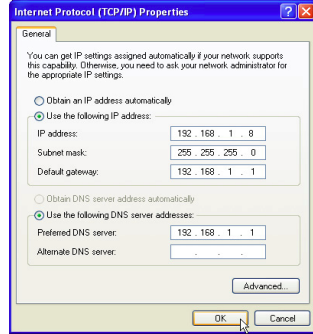 Internet Protocol (TCP/IP) Properties
General
You can get IP settings assigned automatically if your network supports
this capability. Otherwise, you need to ask your network administrator for
the appropriate IP settings.
Obtain an IP address automatically
Use the following IP address:
IP address: 192 . 168 . 1 . 8
Subnet mask: 255 . 255 . 255 . 0
Default gateway: 192 . 168 . 1 . 1
Obtain DNS server address automatically
Use the following DNS server addresses:
Preferred DNS server: 192 . 168 . 1 . 1
Alternate DNS server: . . .
Advanced...
OK Cancel